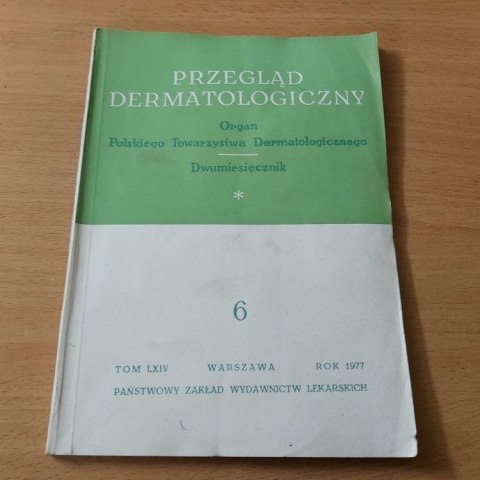 PRZEGLĄD
DERMATOLOGICZNY
Organ
Polskiego Towarzystwa Dermatologicznego
Dwumiesięcznik
*
6
TOM LXIV WARSZAWA ROK 1977
PAŃSTWOWY ZAKŁAD WYDAWNICTW LEKARSKICH